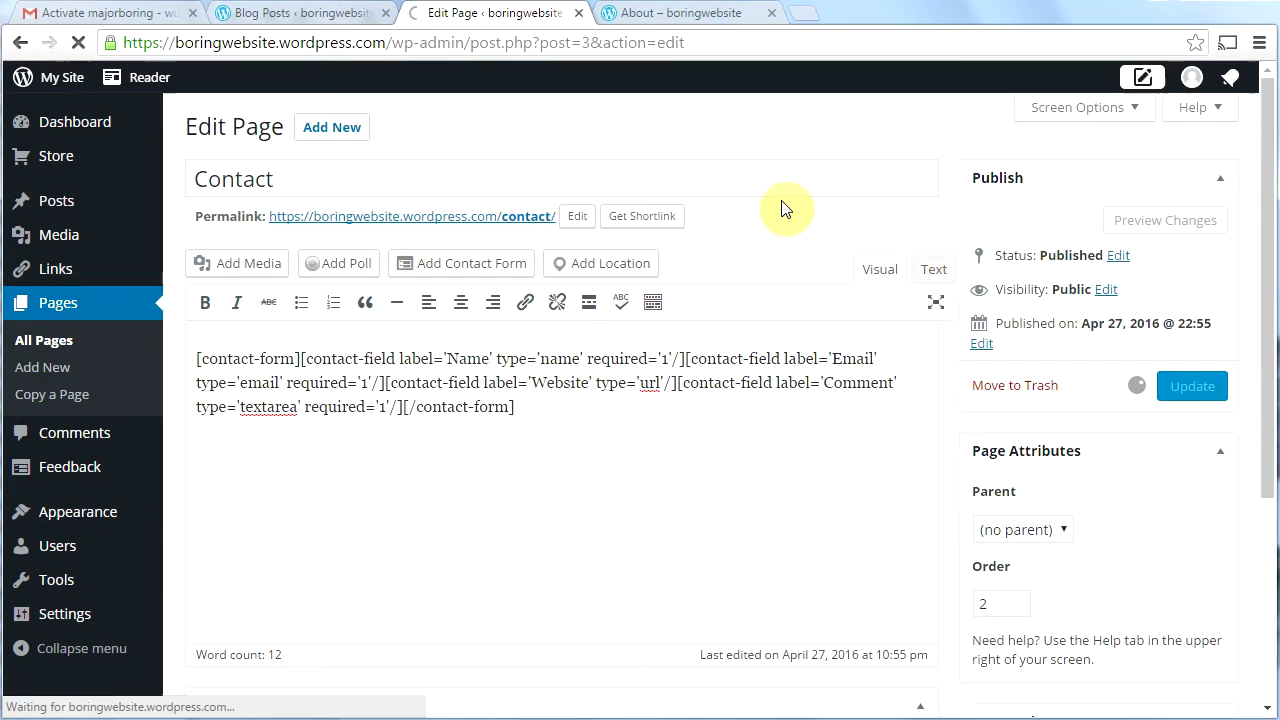 Activate majorboring - wu
Blog Posts ‹ boringwebsite
Edit Page ‹ boringwebsite
About – boringwebsite
https://boringwebsite.wordpress.com/wp-admin/post.php?post=3&action=edit
My Site
Reader
Screen Options
Help
Dashboard
Store
Posts
Media
Links
Pages
All Pages
Add New
Copy a Page
Comments
Feedback
Appearance
Users
Tools
Settings
Collapse menu
Edit Page
Add New
Contact
Permalink: https://boringwebsite.wordpress.com/contact/ Edit Get Shortlink
Add Media
Add Poll
Add Contact Form
Add Location
Visual
Text
B I ABC ABC
[contact-form][contact-field label='Name' type='name' required='1'/][contact-field label='Email'
type='email' required='1'/][contact-field label='Website' type='url'/][contact-field label='Comment'
type='textarea' required='1'/][/contact-form]
Word count: 12
Last edited on April 27, 2016 at 10:55 pm
Publish
Preview Changes
Status: Published Edit
Visibility: Public Edit
Published on: Apr 27, 2016 @ 22:55
Edit
Move to Trash
Update
Page Attributes
Parent
(no parent)
Order
2
Need help? Use the Help tab in the upper
right of your screen.
Waiting for boringwebsite.wordpress.com...